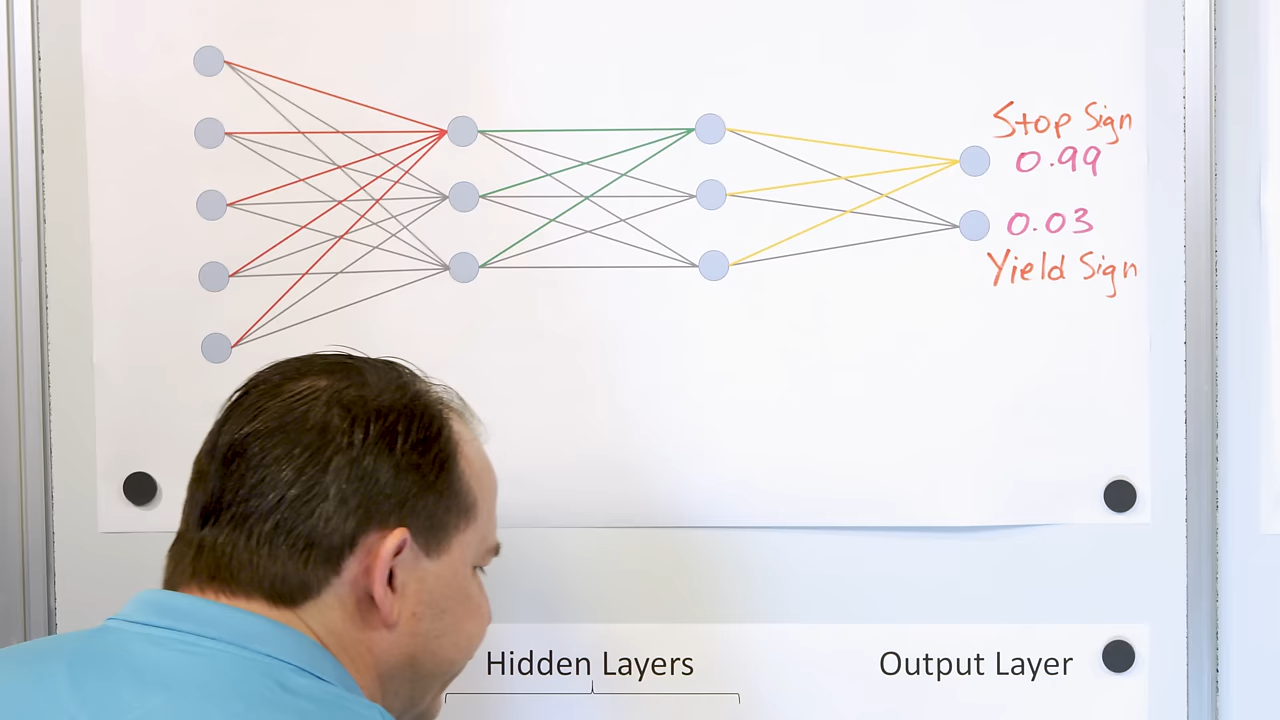 Stop Sign
0.99
0.03
Yield Sign
Hidden Layers
Output Layer